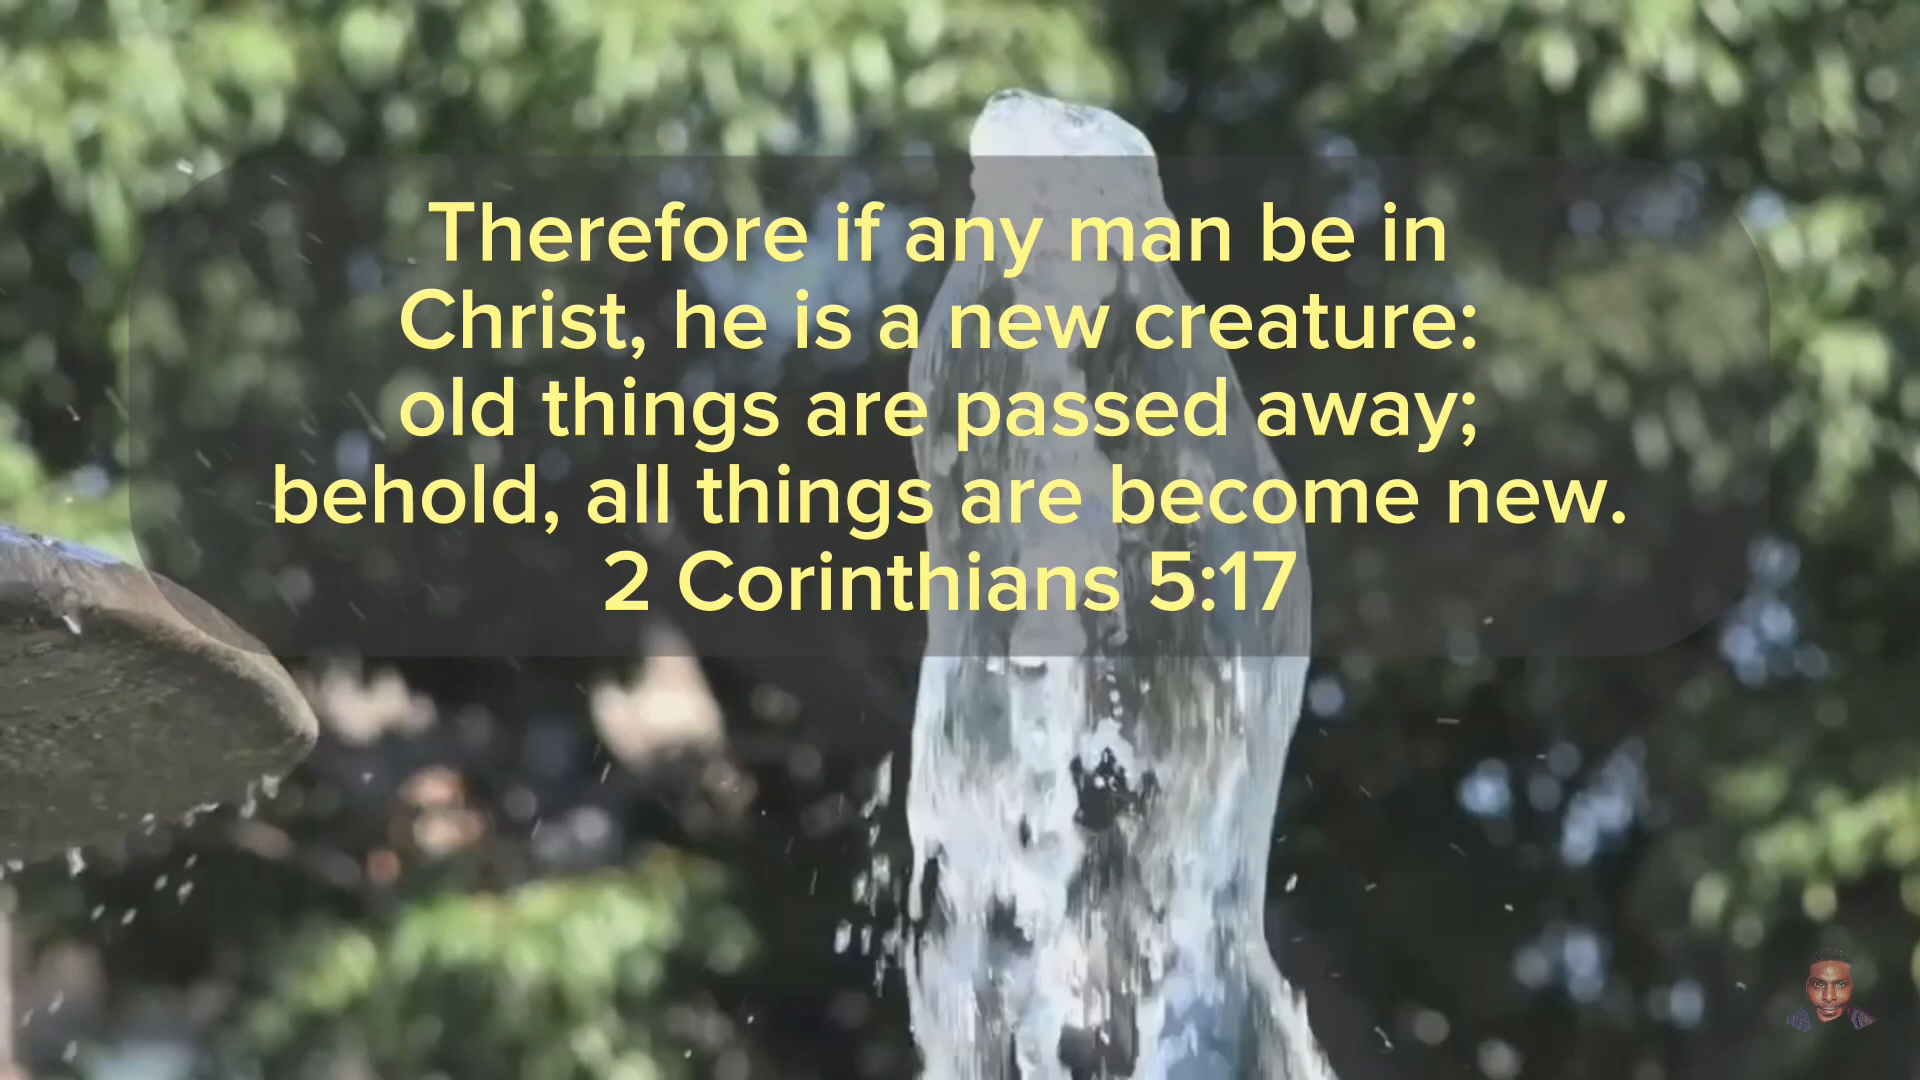 Therefore if any man be in
Christ, he is a new creature:
old things are passed away;
behold, all things are become new.
2 Corinthians 5:17